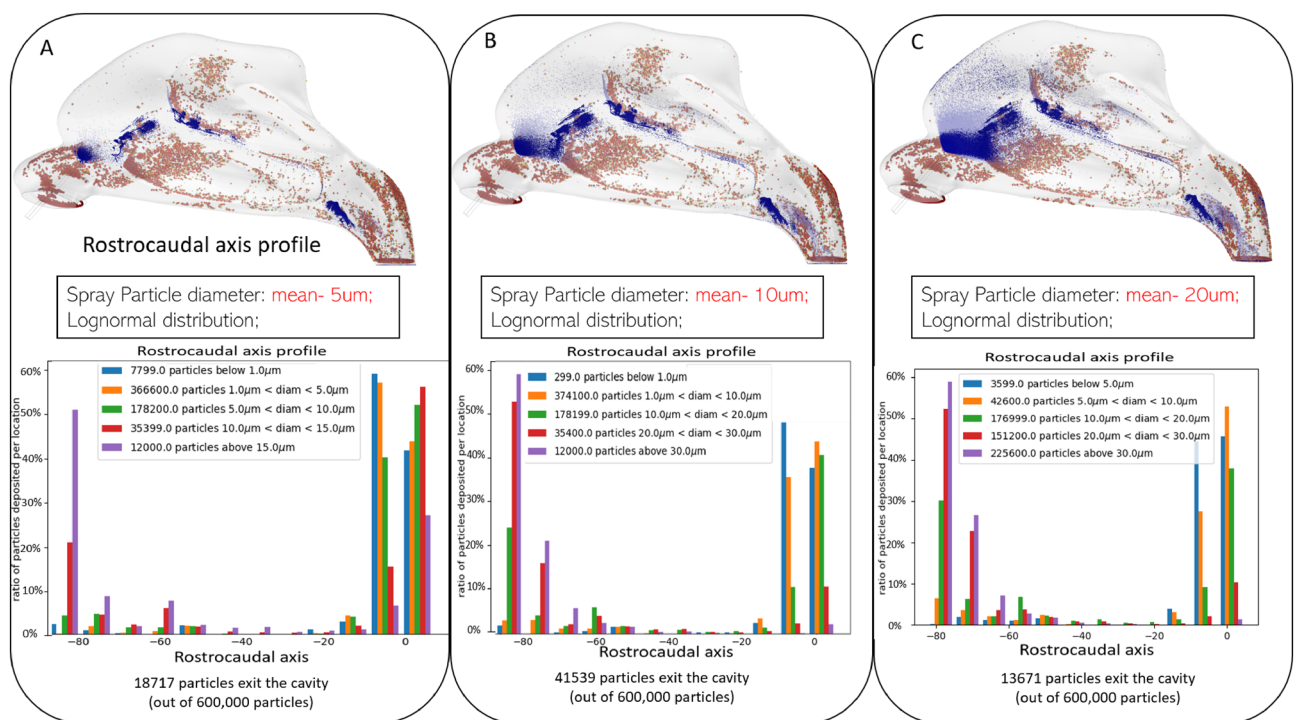 A
Rostrocaudal axis profile
Spray Particle diameter: mean- 5um;
Lognormal distribution;
Rostrocaudal axis profile
7799.0 particles below 1.0µm
366600.0 particles 1.0µm < diam < 5.0µm
178200.0 particles 5.0µm < diam < 10.0µm
35399.0 particles 10.0µm < diam < 15.0µm
12000.0 particles above 15.0µm
ratio of particles deposited per location
60%
50%
40%
30%
20%
10%
0%
−80 −60 −40 −20 0
Rostrocaudal axis
18717 particles exit the cavity
(out of 600,000 particles)
B
Spray Particle diameter: mean- 10um;
Lognormal distribution;
Rostrocaudal axis profile
299.0 particles below 1.0µm
374100.0 particles 1.0µm < diam < 10.0µm
178199.0 particles 10.0µm < diam < 20.0µm
35400.0 particles 20.0µm < diam < 30.0µm
12000.0 particles above 30.0µm
ratio of particles deposited per location
60%
50%
40%
30%
20%
10%
0%
−80 −60 −40 −20 0
Rostrocaudal axis
41539 particles exit the cavity
(out of 600,000 particles)
C
Spray Particle diameter: mean- 20um;
Lognormal distribution;
Rostrocaudal axis profile
3599.0 particles below 5.0µm
42600.0 particles 5.0µm < diam < 10.0µm
176999.0 particles 10.0µm < diam < 20.0µm
151200.0 particles 20.0µm < diam < 30.0µm
225600.0 particles above 30.0µm
ratio of particles deposited per location
60%
50%
40%
30%
20%
10%
0%
−80 −60 −40 −20 0
Rostrocaudal axis
13671 particles exit the cavity
(out of 600,000 particles)